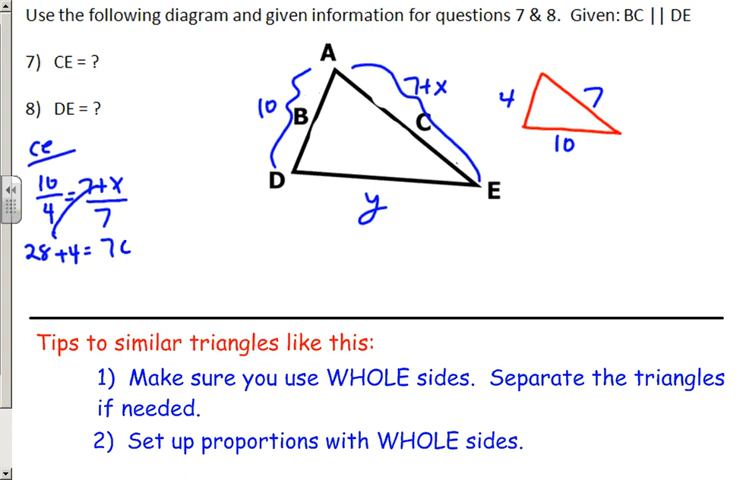 Use the following diagram and given information for questions 7 & 8. Given: BC || DE
7) CE = ?
8) DE = ?
A
10
B
7+x
C
D
E
y
4
7
10
CE
10/4 = 7+x/7
28+4 = 70
Tips to similar triangles like this:
1) Make sure you use WHOLE sides. Separate the triangles
if needed.
2) Set up proportions with WHOLE sides.